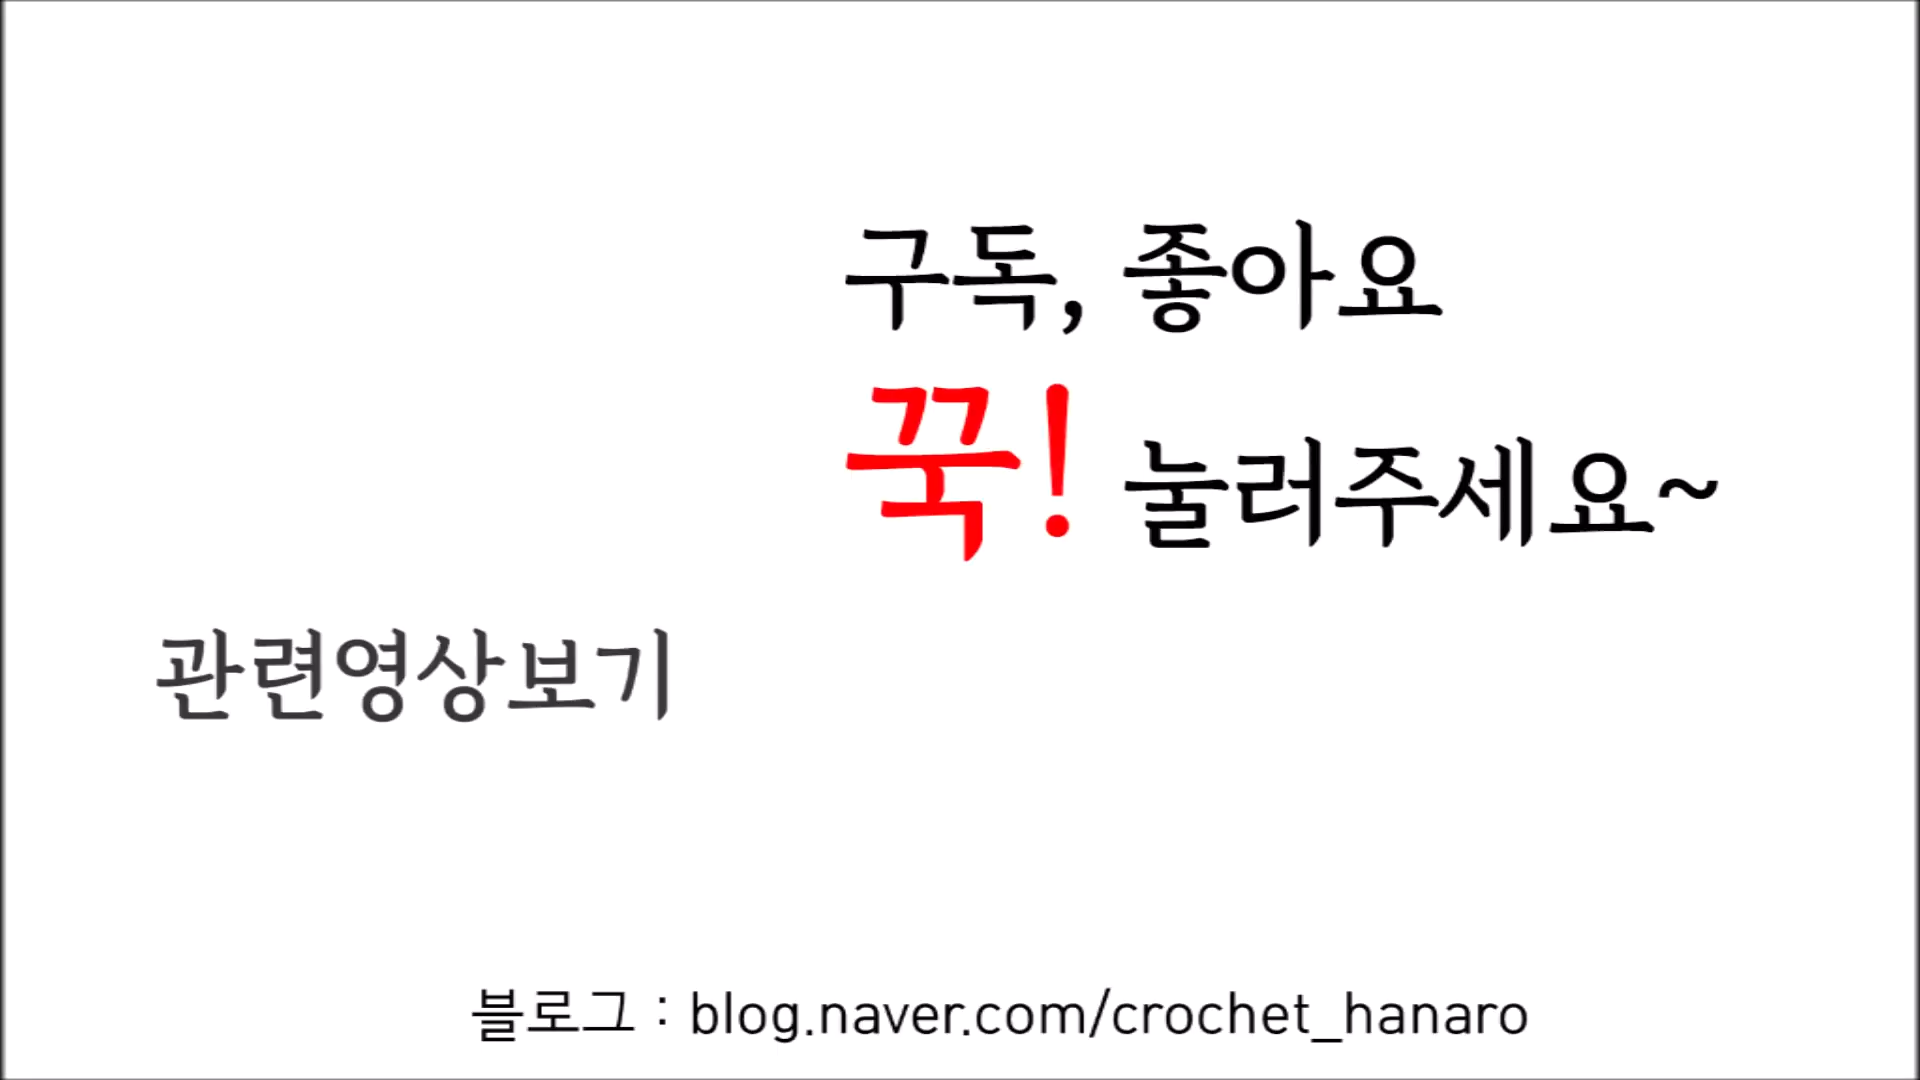 구독, 좋아요
꾹! 눌러주세요~
관련영상보기
블로그 : blog.naver.com/crochet_hanaro